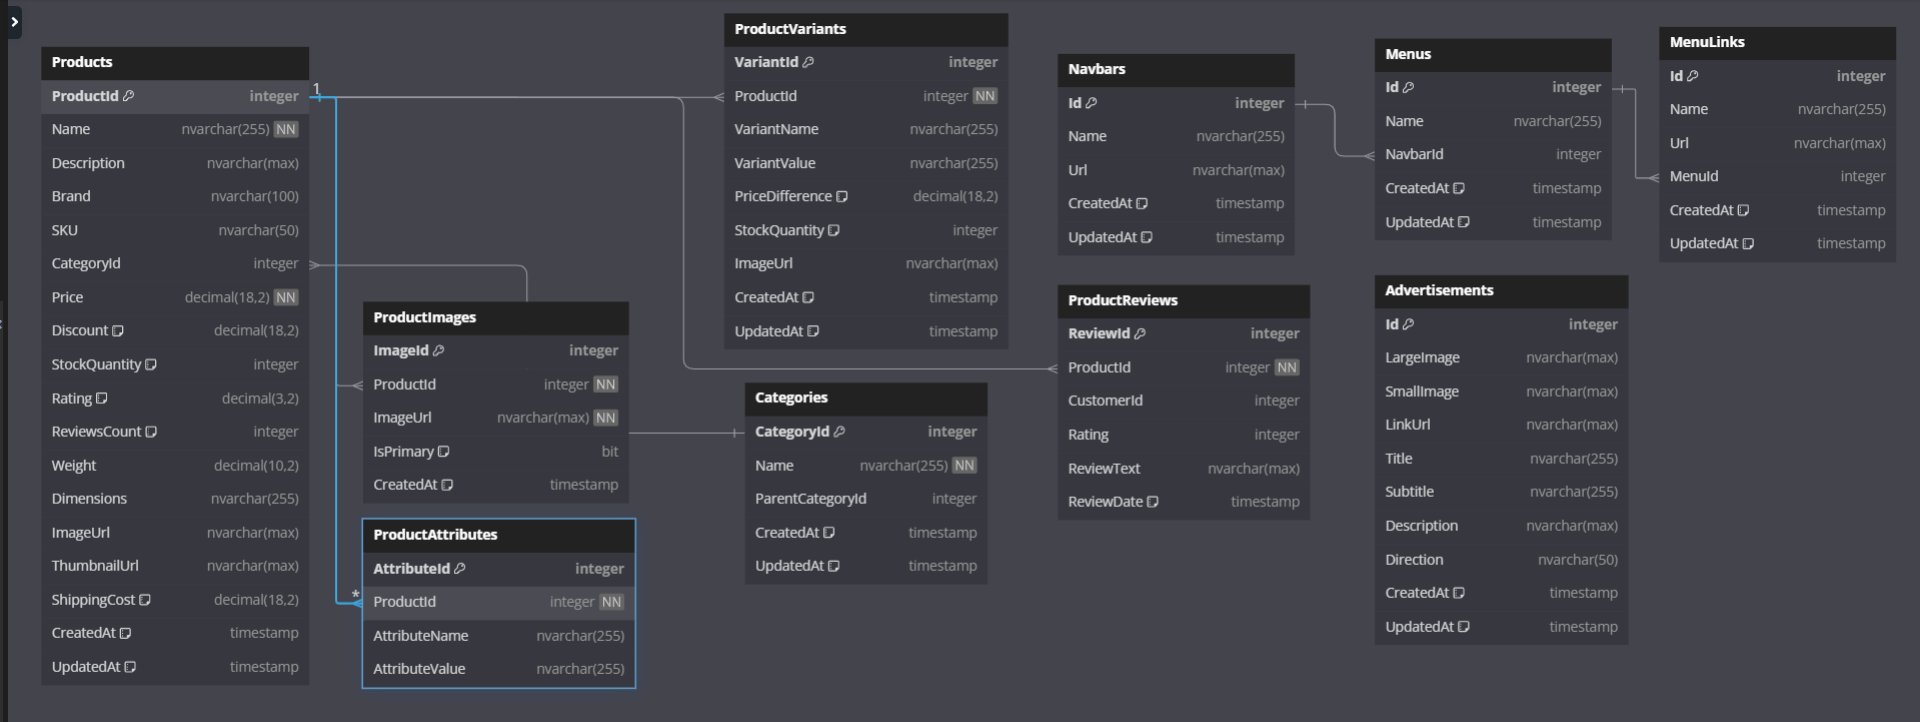 Products
ProductId integer
Name nvarchar(255) NN
Description nvarchar(max)
Brand nvarchar(100)
SKU nvarchar(50)
CategoryId integer
Price decimal(18,2) NN
Discount decimal(18,2)
StockQuantity integer
Rating decimal(3,2)
ReviewsCount integer
Weight decimal(10,2)
Dimensions nvarchar(255)
ImageUrl nvarchar(max)
ThumbnailUrl nvarchar(max)
ShippingCost decimal(18,2)
CreatedAt timestamp
UpdatedAt timestamp
1
*
ProductImages
ImageId integer
ProductId integer NN
ImageUrl nvarchar(max) NN
IsPrimary bit
CreatedAt timestamp
ProductAttributes
AttributeId integer
ProductId integer NN
AttributeName nvarchar(255)
AttributeValue nvarchar(255)
ProductVariants
VariantId integer
ProductId integer NN
VariantName nvarchar(255)
VariantValue nvarchar(255)
PriceDifference decimal(18,2)
StockQuantity integer
ImageUrl nvarchar(max)
CreatedAt timestamp
UpdatedAt timestamp
Categories
CategoryId integer
Name nvarchar(255) NN
ParentCategoryId integer
CreatedAt timestamp
UpdatedAt timestamp
Navbars
Id integer
Name nvarchar(255)
Url nvarchar(max)
CreatedAt timestamp
UpdatedAt timestamp
ProductReviews
ReviewId integer
ProductId integer NN
CustomerId integer
Rating integer
ReviewText nvarchar(max)
ReviewDate timestamp
Menus
Id integer
Name nvarchar(255)
NavbarId integer
CreatedAt timestamp
UpdatedAt timestamp
Advertisements
Id integer
LargeImage nvarchar(max)
SmallImage nvarchar(max)
LinkUrl nvarchar(max)
Title nvarchar(255)
Subtitle nvarchar(255)
Description nvarchar(max)
Direction nvarchar(50)
CreatedAt timestamp
UpdatedAt timestamp
MenuLinks
Id integer
Name nvarchar(255)
Url nvarchar(max)
MenuId integer
CreatedAt timestamp
UpdatedAt timestamp